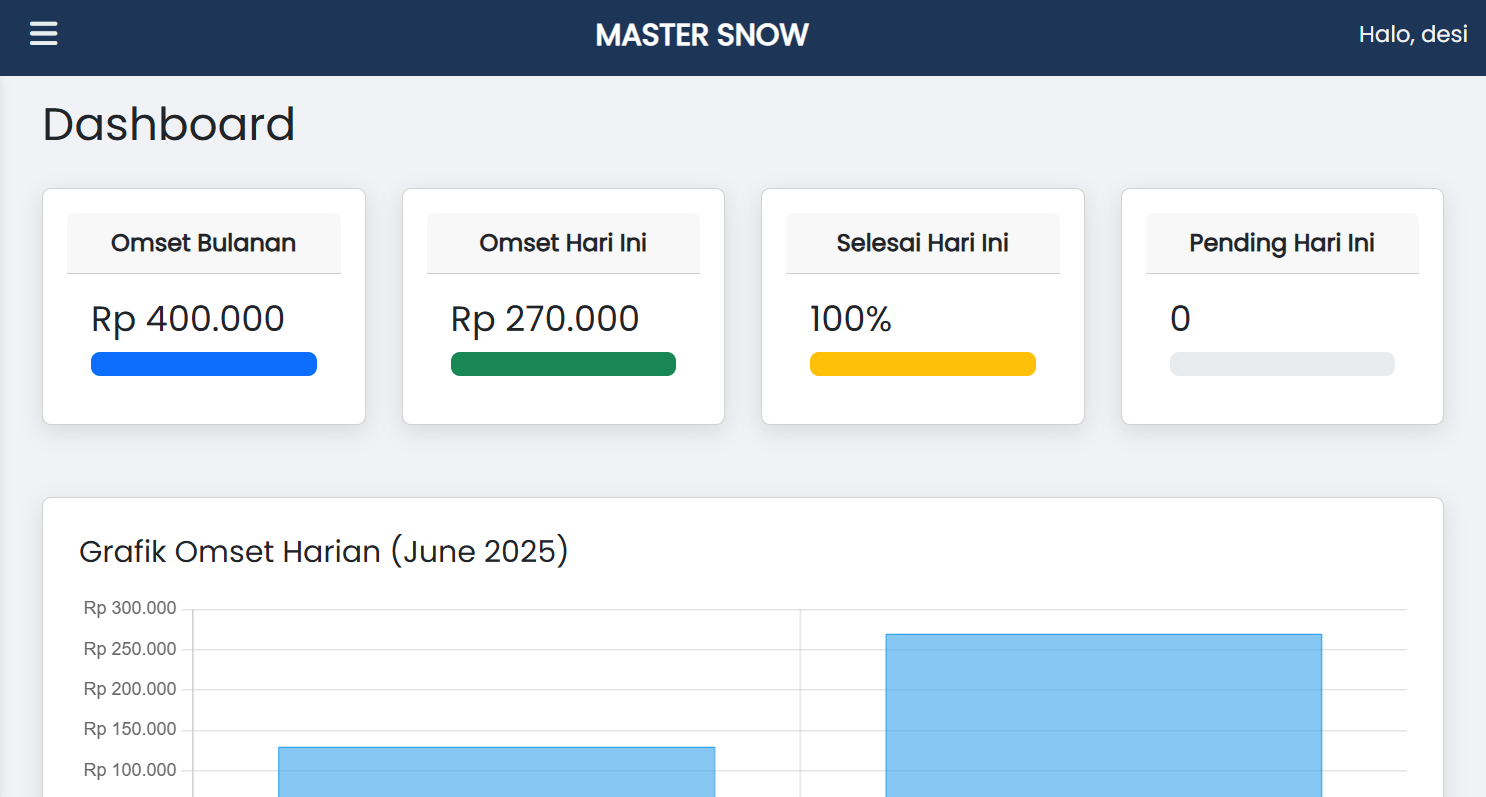 MASTER SNOW
Halo, desi
Dashboard
Omset Bulanan
Rp 400.000
Omset Hari Ini
Rp 270.000
Selesai Hari Ini
100%
Pending Hari Ini
0
Grafik Omset Harian (June 2025)
Rp 300.000
Rp 250.000
Rp 200.000
Rp 150.000
Rp 100.000